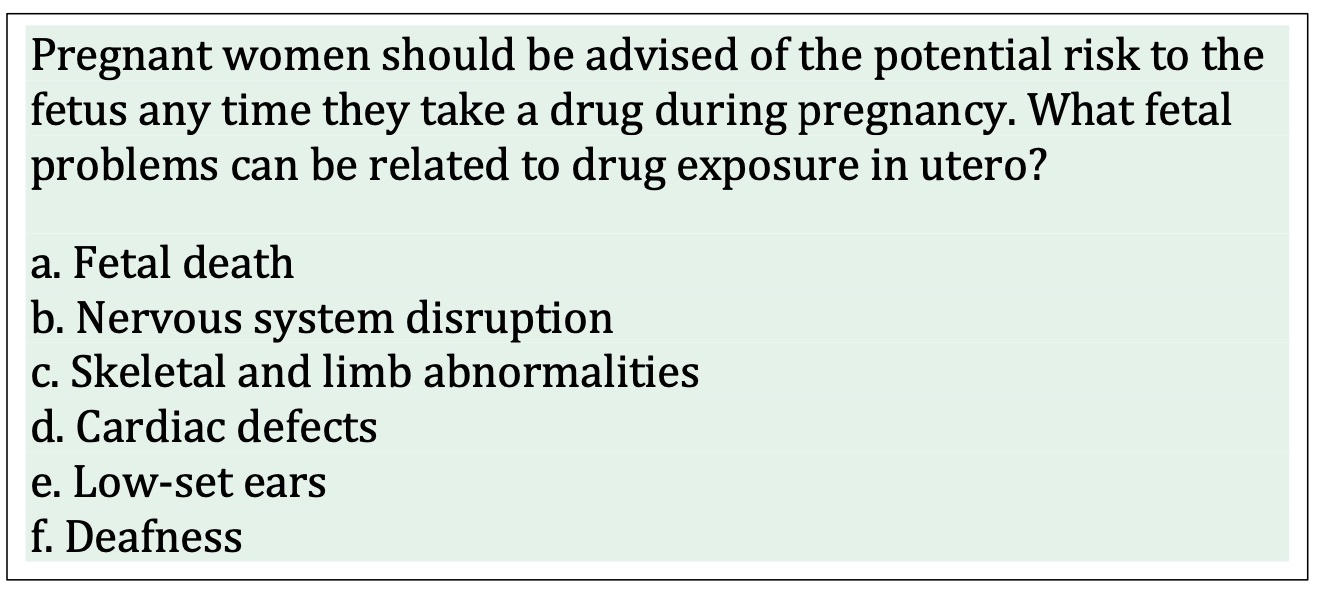 Pregnant women should be advised of the potential risk to the
fetus any time they take a drug during pregnancy. What fetal
problems can be related to drug exposure in utero?
a. Fetal death
b. Nervous system disruption
c. Skeletal and limb abnormalities
d. Cardiac defects
e. Low-set ears
f. Deafness